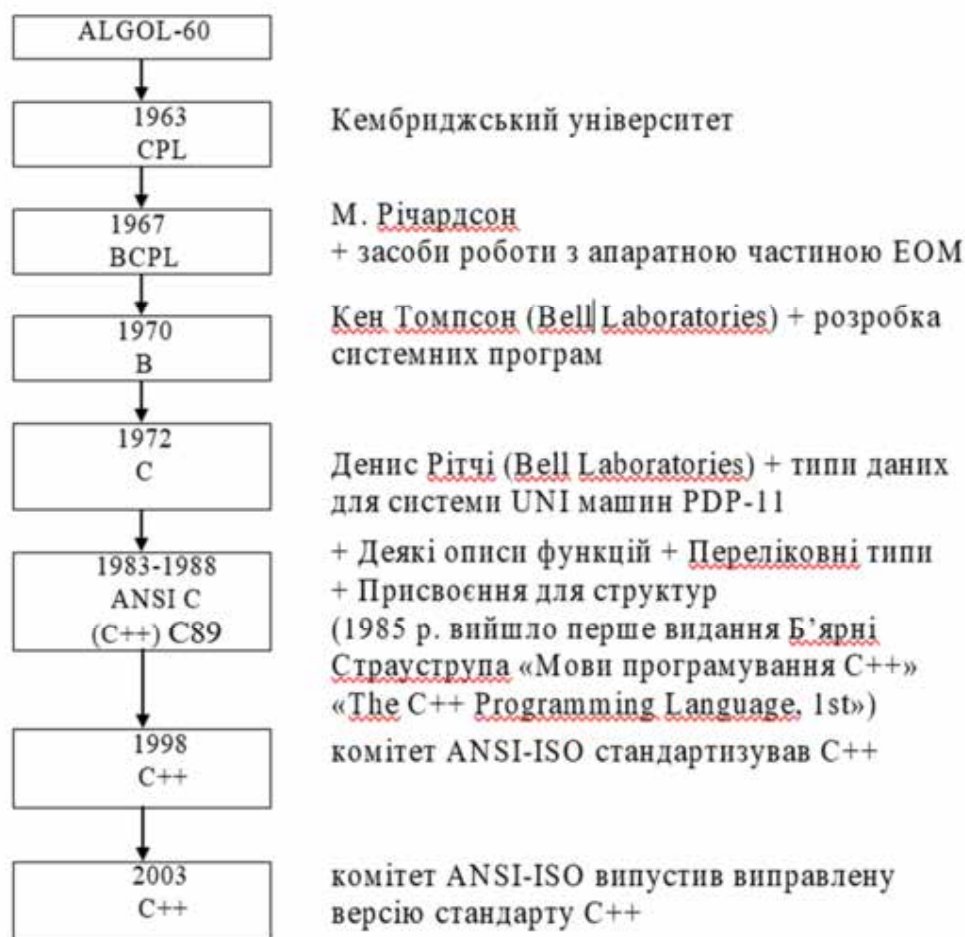 ALGOL-60
1963
CPL
Кембриджський університет
1967
BCPL
М. Річардсон
+ засоби роботи з апаратною частиною ЕОМ
1970
B
Кен Томпсон (Bell Laboratories) + розробка
системних програм
1972
C
Денис Рітчі (Bell Laboratories) + типи даних
для системи UNI машин PDP-11
1983-1988
ANSI C
(C++) C89
+ Деякі описи функцій + Переліковні типи
+ Присвоєння для структур
(1985 р. вийшло перше видання Б’ярні
Страуструпа «Мови програмування C++»
«The C++ Programming Language, 1st»)
1998
C++
комітет ANSI-ISO стандартизував C++
2003
C++
комітет ANSI-ISO випустив виправлену
версію стандарту C++